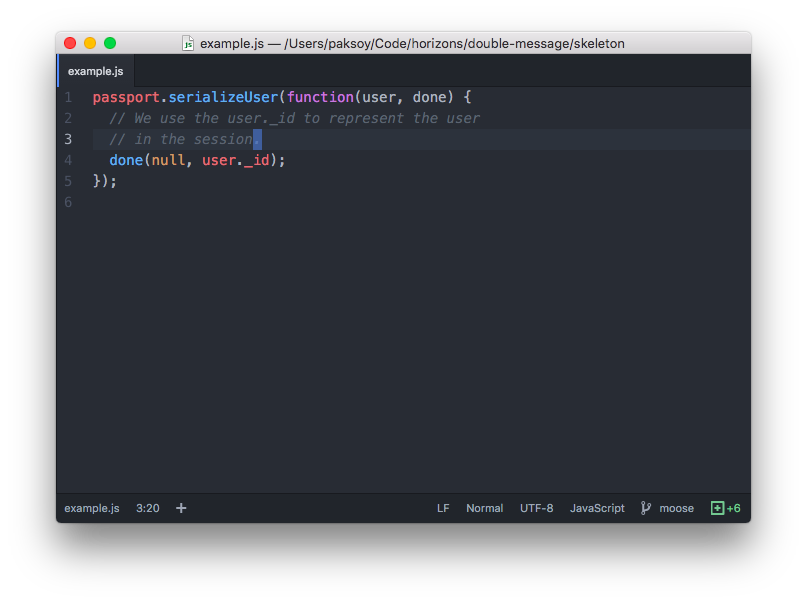 example.js — /Users/paksoy/Code/horizons/double-message/skeleton
example.js
1 passport.serializeUser(function(user, done) {
2 // We use the user._id to represent the user
3 // in the session.
4 done(null, user._id);
5 });
6
example.js 3:20 + LF Normal UTF-8 JavaScript moose +6